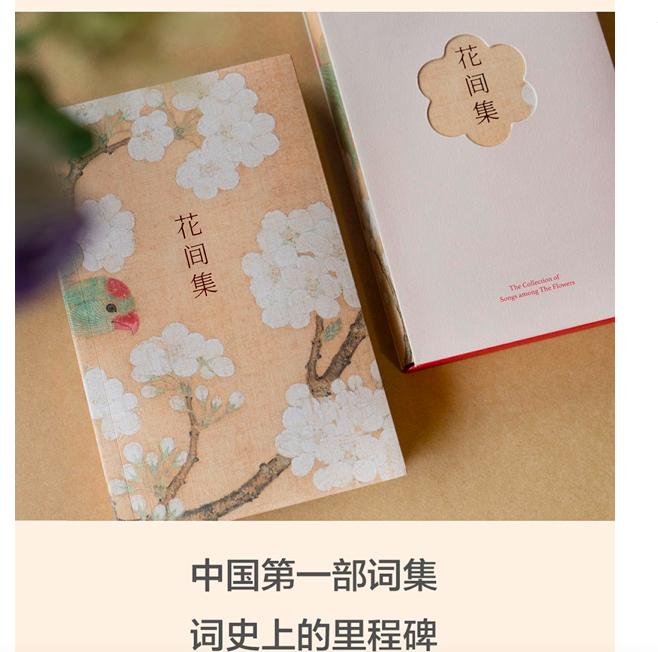 花间集
花间集
The Collection of
Songs among The Flowers
中国第一部词集
词史上的里程碑